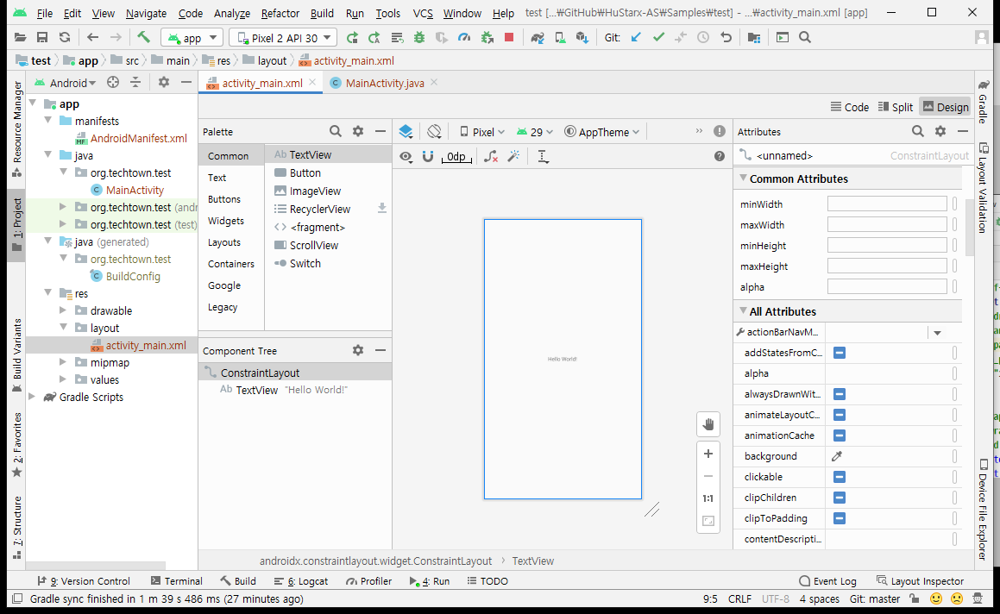 File Edit View Navigate Code Analyze Refactor Build Run Tools VCS Window Help test [...₩GitHub₩HuStarx-AS₩Samples₩test] - ...₩activity_main.xml [app]
app Pixel 2 API 30 Git:
test app src main res layout activity_main.xml
Resource Manager
1: Project
Build Variants
2: Favorites
7: Structure
Android
app
manifests
AndroidManifest.xml
java
org.techtown.test
MainActivity
org.techtown.test (andr
org.techtown.test (test)
java (generated)
org.techtown.test
BuildConfig
res
drawable
layout
activity_main.xml
mipmap
values
Gradle Scripts
activity_main.xml MainActivity.java
Code Split Design
Palette
Common
Text
Buttons
Widgets
Layouts
Containers
Google
Legacy
Ab TextView
Button
ImageView
RecyclerView
<fragment>
ScrollView
Switch
Component Tree
ConstraintLayout
Ab TextView "Hello World!"
Pixel 29 AppTheme
0dp
Hello World!
1:1
Attributes
<unnamed> ConstraintLayout
Common Attributes
minWidth
maxWidth
minHeight
maxHeight
alpha
All Attributes
actionBarNavM...
addStatesFromC...
alpha
alwaysDrawnWit...
animateLayoutC...
animationCache
background
clickable
clipChildren
clipToPadding
contentDescripti...
Gradle
Layout Validation
Device File Explorer
androidx.constraintlayout.widget.ConstraintLayout › TextView
9: Version Control Terminal Build 6: Logcat Profiler 4: Run TODO Event Log Layout Inspector
Gradle sync finished in 1 m 39 s 486 ms (27 minutes ago) 9:5 CRLF UTF-8 4 spaces Git: master